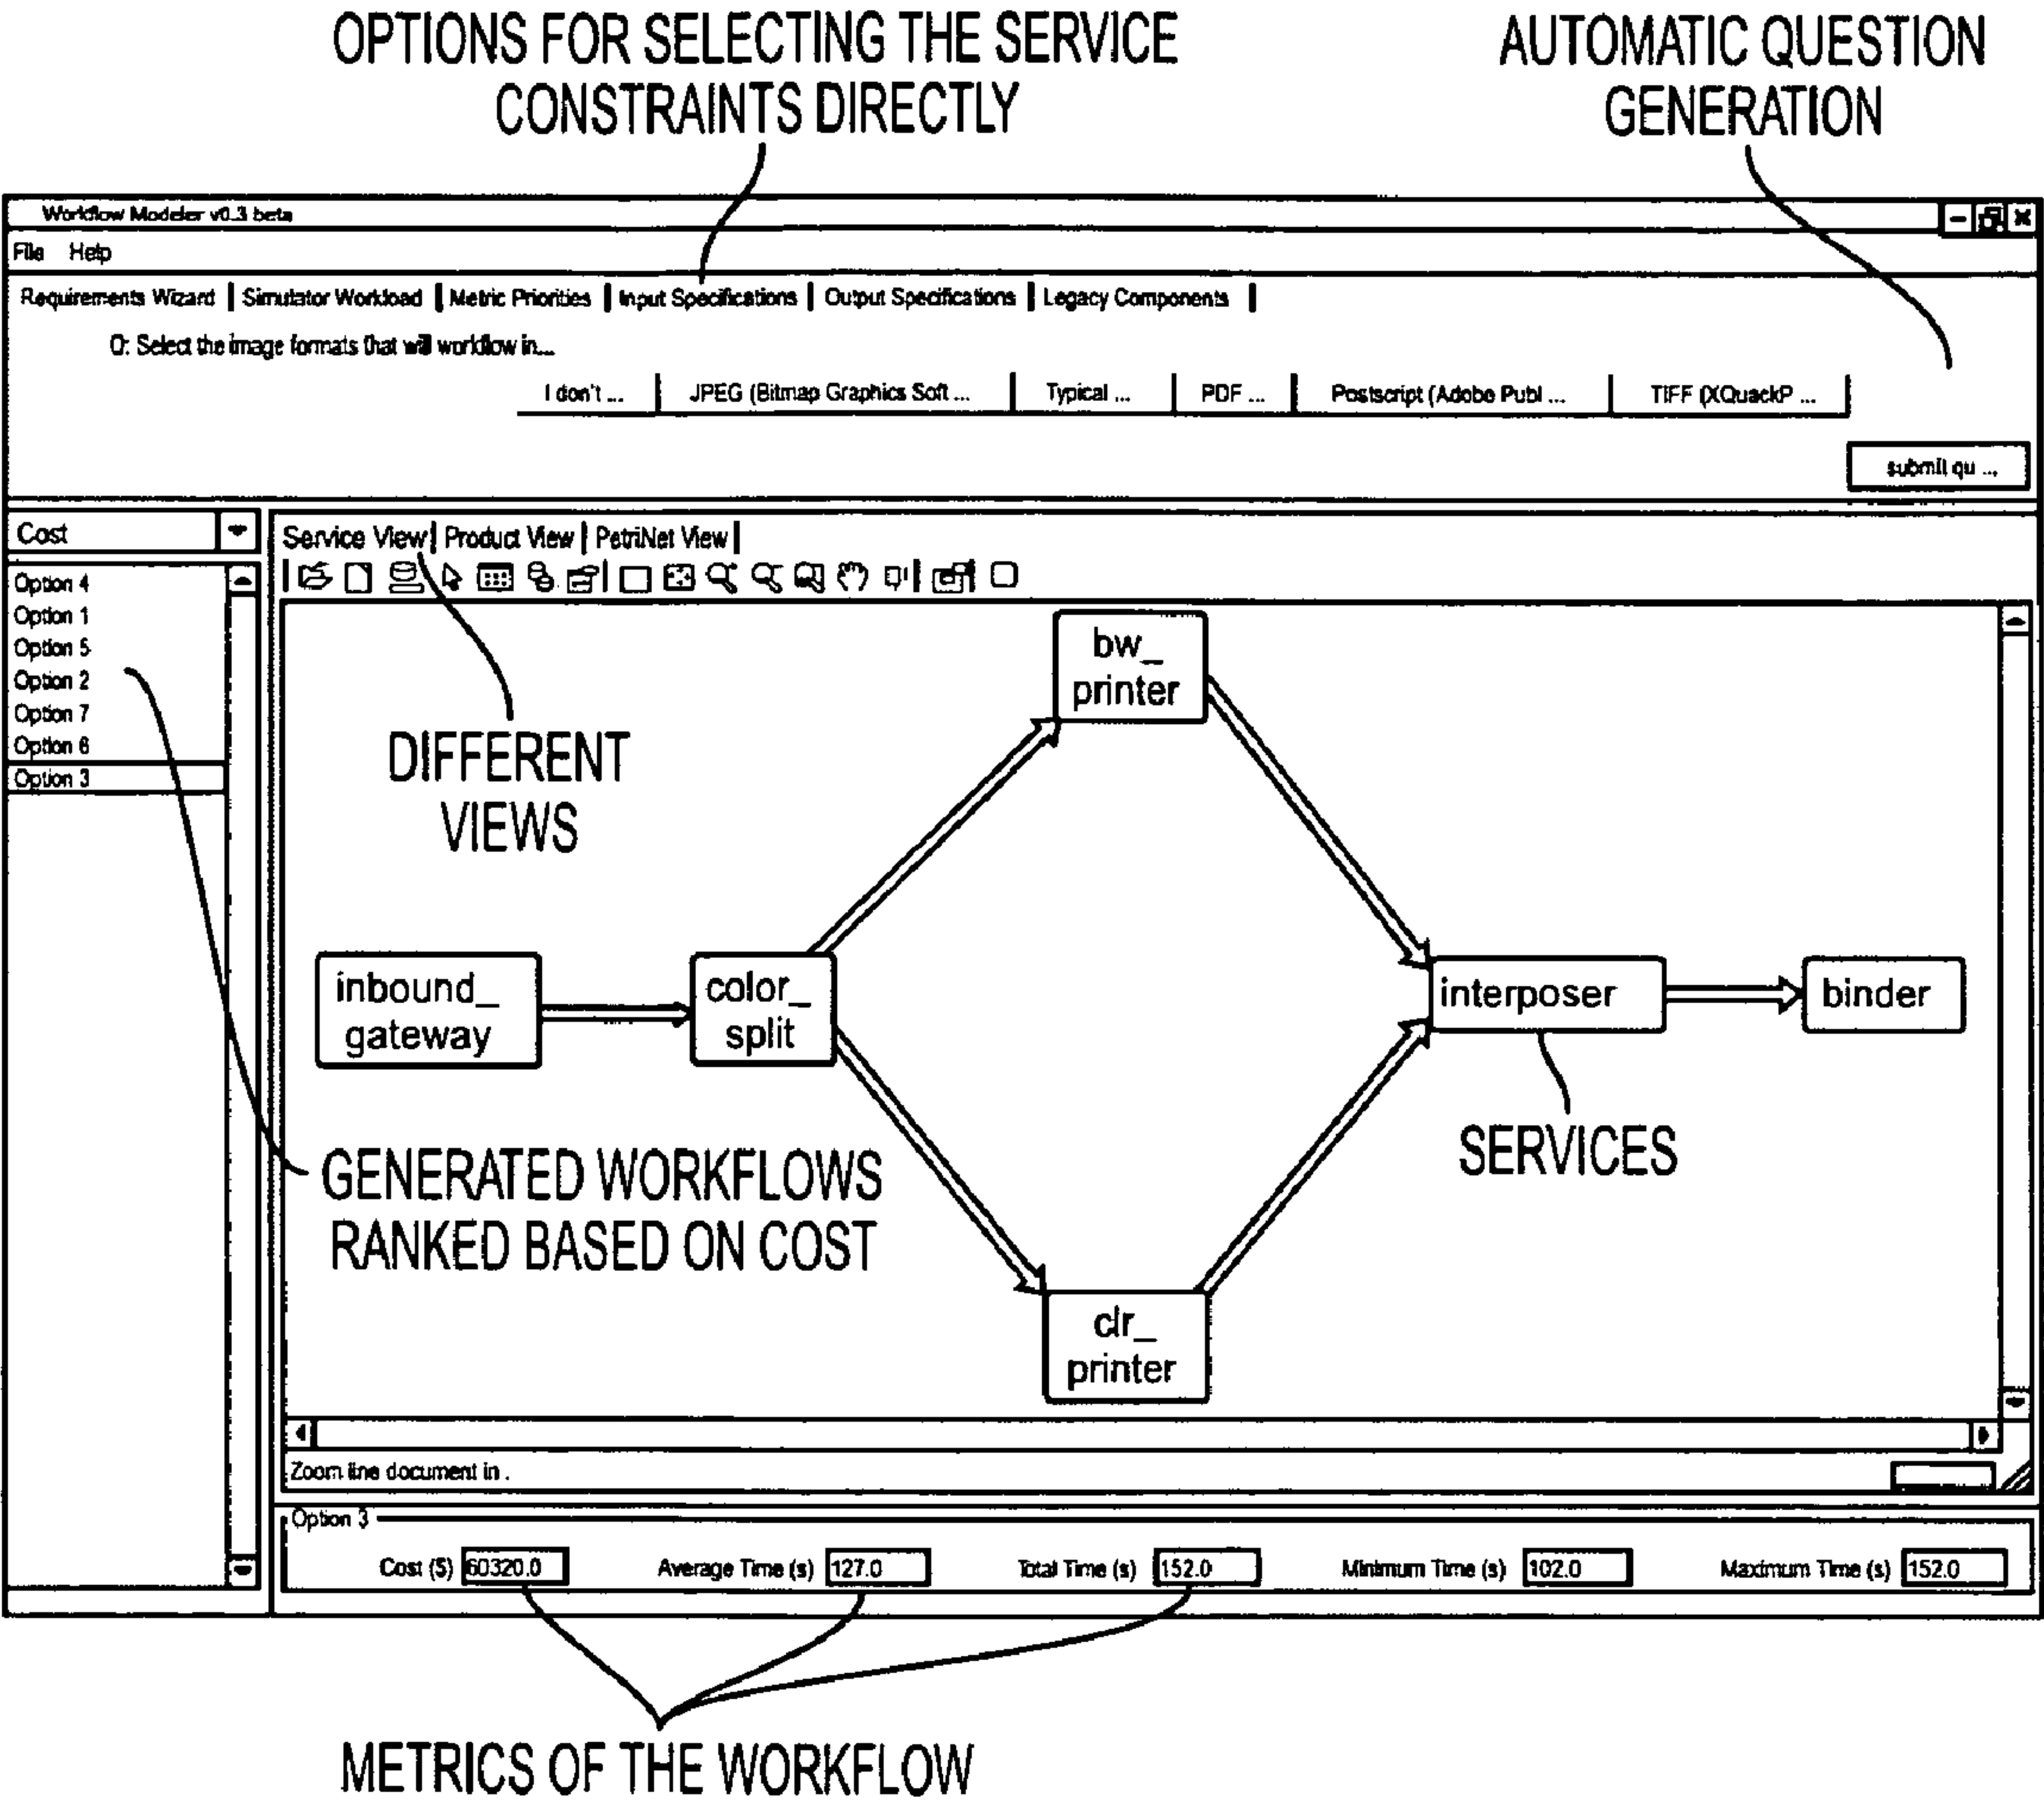 OPTIONS FOR SELECTING THE SERVICE
CONSTRAINTS DIRECTLY
AUTOMATIC QUESTION
GENERATION
Workflow Modeler v0.3 beta
File Help
Requirements Wizard | Simulator Workload | Metric Priorities | Input Specifications | Output Specifications | Legacy Components |
Q: Select the image formats that will workflow in...
I don't ... JPEG (Bitmap Graphics Soft ... Typical ... PDF ... Postscript (Adobe Publ ... TIFF (XQuackP ...
submit qu ...
Cost
Service View | Product View | PetriNet View |
Option 4
Option 1
Option 5
Option 2
Option 7
Option 6
Option 3
DIFFERENT
VIEWS
bw_
printer
inbound_
gateway
color_
split
interposer
binder
SERVICES
GENERATED WORKFLOWS
RANKED BASED ON COST
clr_
printer
Zoom line document in .
Option 3
Cost ($) 60320.0 Average Time (s) 127.0 Total Time (s) 152.0 Minimum Time (s) 102.0 Maximum Time (s) 152.0
METRICS OF THE WORKFLOW